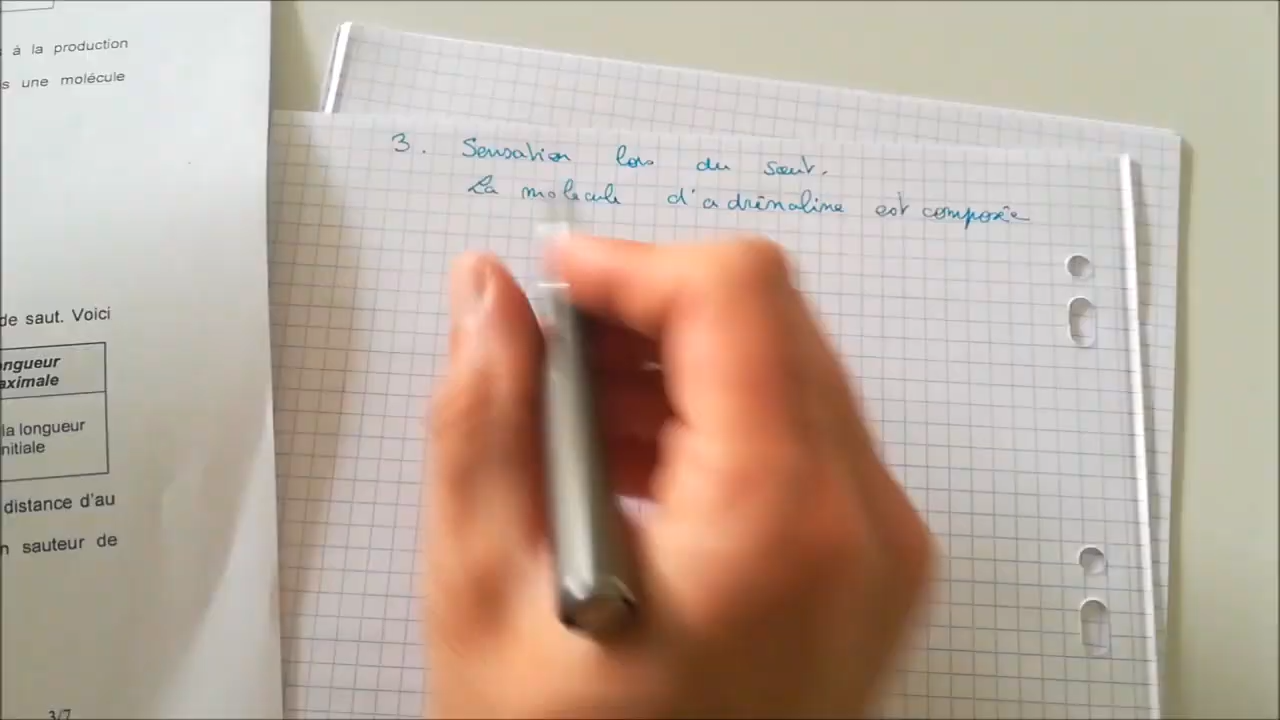 à la production
s une molécule
de saut. Voici
ongueur
aximale
la longueur
nitiale
distance d'au
n sauteur de
3/7
3. Sensation lors du saut.
La molécule d'adrénaline est composée